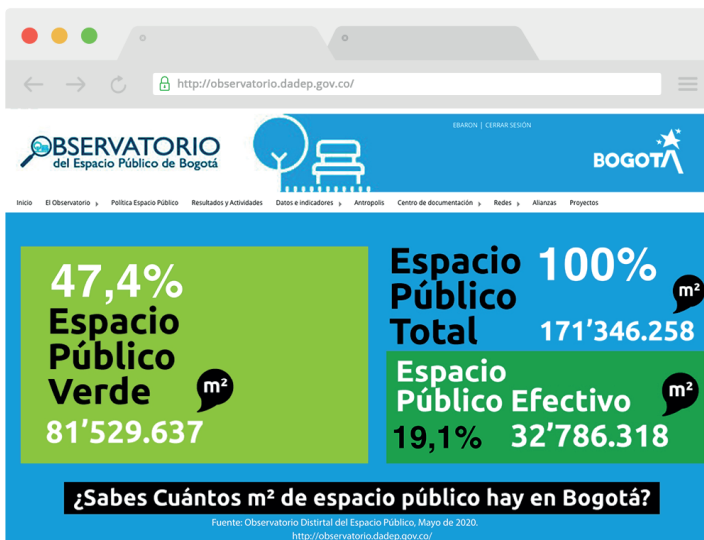 http://observatorio.dadep.gov.co/
EBARON | CERRAR SESIÓN
OBSERVATORIO
del Espacio Público de Bogotá
BOGOTÁ
Inicio El Observatorio Política Espacio Público Resultados y Actividades Datos e indicadores Antropolis Centro de documentación Redes Alianzas Proyectos
47,4%
Espacio
Público
Verde
m²
81'529.637
Espacio
Público
Total
100%
m²
171'346.258
Espacio
Público Efectivo
m²
19,1% 32'786.318
¿Sabes Cuántos m² de espacio público hay en Bogotá?
Fuente: Observatorio Distirtal del Espacio Público, Mayo de 2020.
http://observatorio.dadep.gov.co/